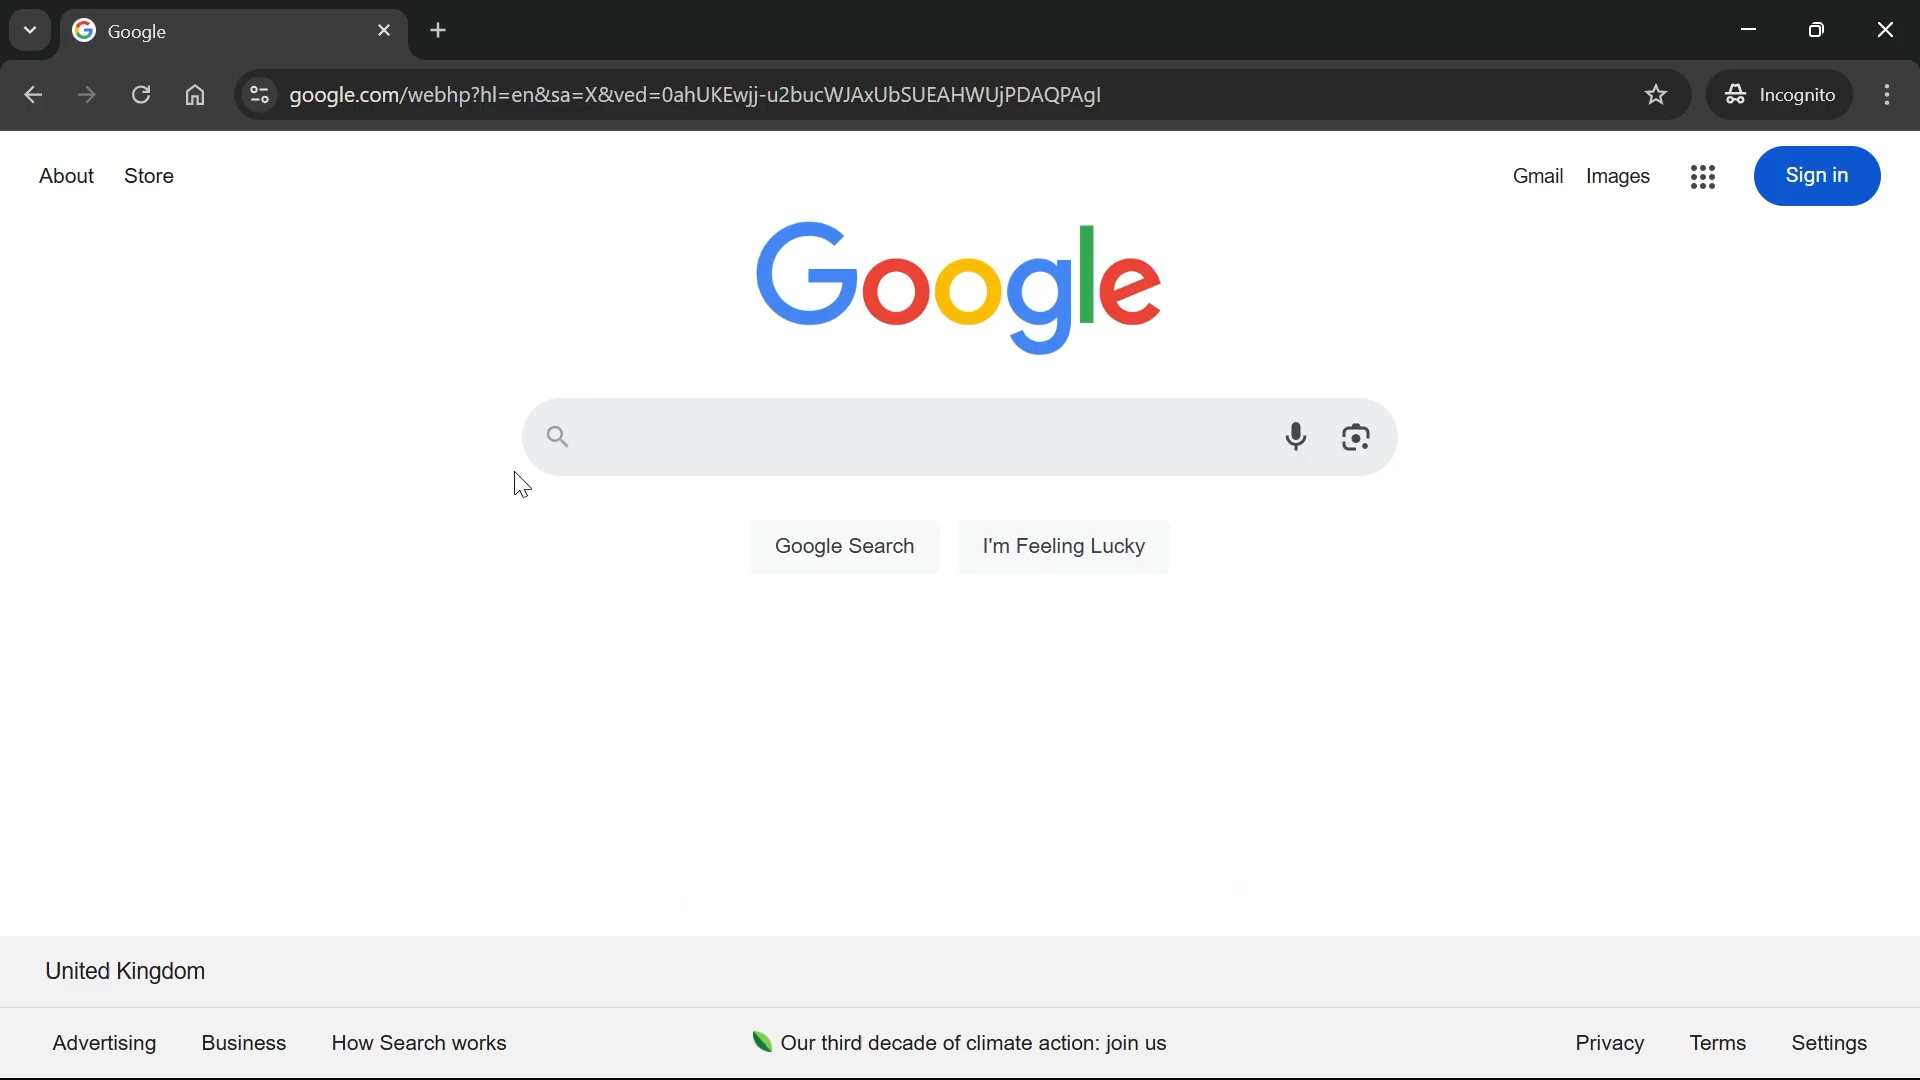 Google
google.com/webhp?hl=en&sa=X&ved=0ahUKEwjj-u2bucWJAxUbSUEAHWUjPDAQPAgI
Incognito
About Store
Gmail Images Sign in
Google
Google Search I'm Feeling Lucky
United Kingdom
Advertising Business How Search works
Our third decade of climate action: join us
Privacy Terms Settings